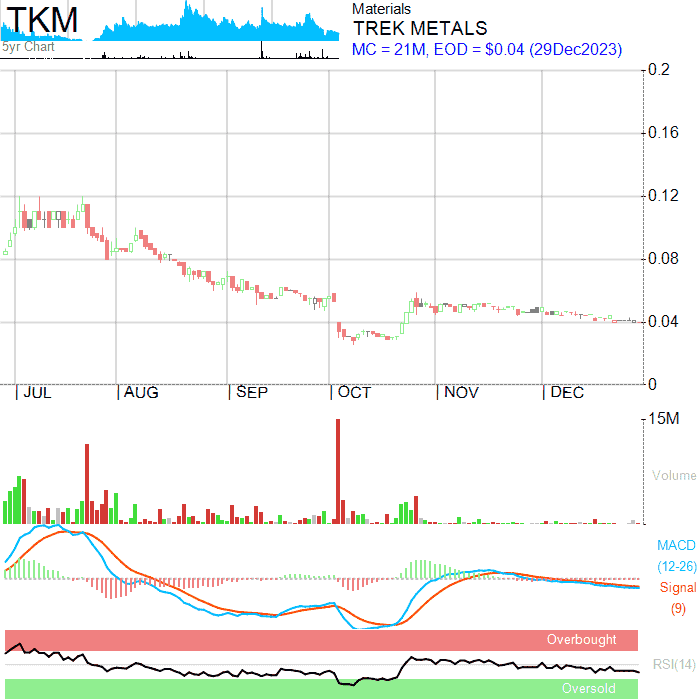 TKM
5yr Chart
Materials
TREK METALS
MC = 21M, EOD = $0.04 (29Dec2023)
0.2
0.16
0.12
0.08
0.04
0
| JUL | AUG | SEP | OCT | NOV | DEC
15M
Volume
MACD
(12-26)
Signal
(9)
Overbought
RSI(14)
Oversold